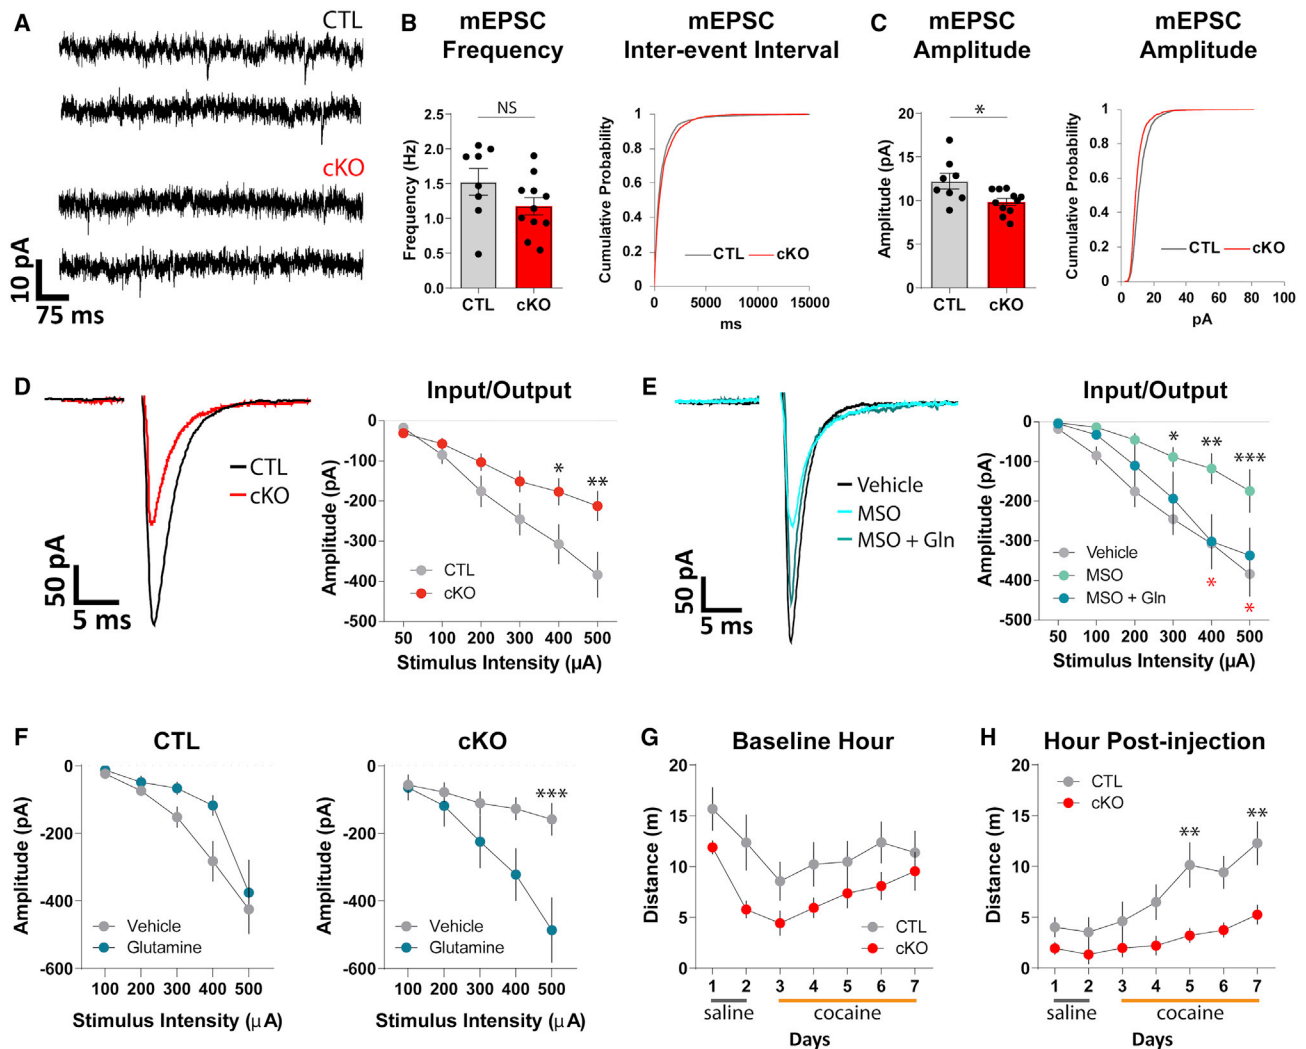 A
CTL
cKO
10 pA
75 ms
B
mEPSC
Frequency
Frequency (Hz)
2.5
2.0
1.5
1.0
0.5
0.0
NS
CTL
cKO
mEPSC
Inter-event Interval
Cumulative Probability
1
0.8
0.6
0.4
0.2
0
CTL
cKO
0
5000
10000
15000
ms
C
mEPSC
Amplitude
Amplitude (pA)
20
15
10
5
0
*
CTL
cKO
mEPSC
Amplitude
Cumulative Probability
1
0.8
0.6
0.4
0.2
0
CTL
cKO
0
20
40
60
80
100
pA
D
CTL
cKO
50 pA
5 ms
Input/Output
Amplitude (pA)
0
-100
-200
-300
-400
-500
*
**
CTL
cKO
50
100
200
300
400
500
Stimulus Intensity (µA)
E
Vehicle
MSO
MSO + Gln
50 pA
5 ms
Input/Output
Amplitude (pA)
0
-100
-200
-300
-400
-500
*
**
***
Vehicle
MSO
MSO + Gln
*
*
50
100
200
300
400
500
Stimulus Intensity (µA)
F
CTL
Amplitude (pA)
0
-200
-400
-600
Vehicle
Glutamine
100
200
300
400
500
Stimulus Intensity (µA)
cKO
Amplitude (pA)
0
-200
-400
-600
***
Vehicle
Glutamine
100
200
300
400
500
Stimulus Intensity (µA)
G
Baseline Hour
Distance (m)
20
15
10
5
0
CTL
cKO
1
2
3
4
5
6
7
saline
cocaine
Days
H
Hour Post-injection
Distance (m)
20
15
10
5
0
CTL
cKO
**
**
1
2
3
4
5
6
7
saline
cocaine
Days